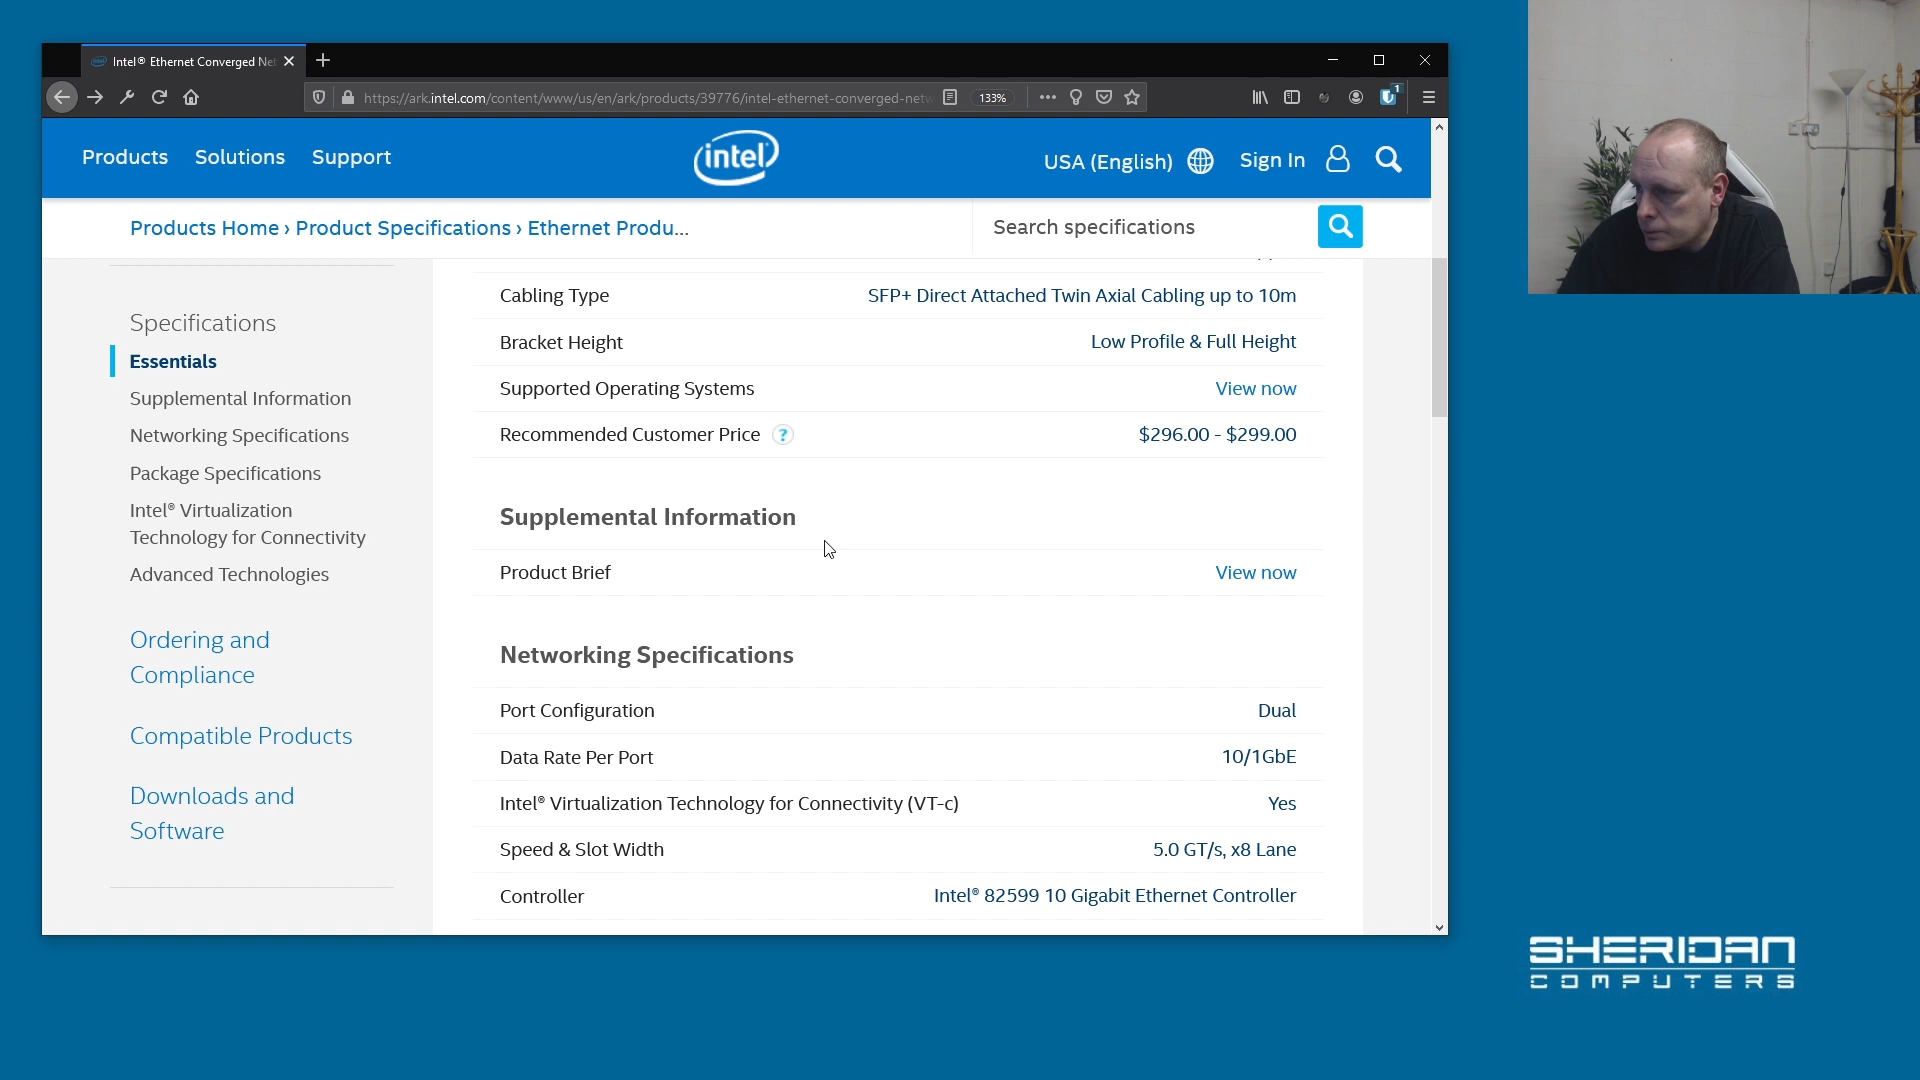 Intel® Ethernet Converged Net
https://ark.intel.com/content/www/us/en/ark/products/39776/intel-ethernet-converged-netw
133%
1
Products Solutions Support
intel
USA (English) Sign In
Products Home › Product Specifications › Ethernet Produ...
Search specifications
Specifications
Essentials
Supplemental Information
Networking Specifications
Package Specifications
Intel® Virtualization
Technology for Connectivity
Advanced Technologies
Ordering and
Compliance
Compatible Products
Downloads and
Software
Cabling Type SFP+ Direct Attached Twin Axial Cabling up to 10m
Bracket Height Low Profile & Full Height
Supported Operating Systems View now
Recommended Customer Price ? $296.00 - $299.00
Supplemental Information
Product Brief View now
Networking Specifications
Port Configuration Dual
Data Rate Per Port 10/1GbE
Intel® Virtualization Technology for Connectivity (VT-c) Yes
Speed & Slot Width 5.0 GT/s, x8 Lane
Controller Intel® 82599 10 Gigabit Ethernet Controller
SHERIDAN
COMPUTERS